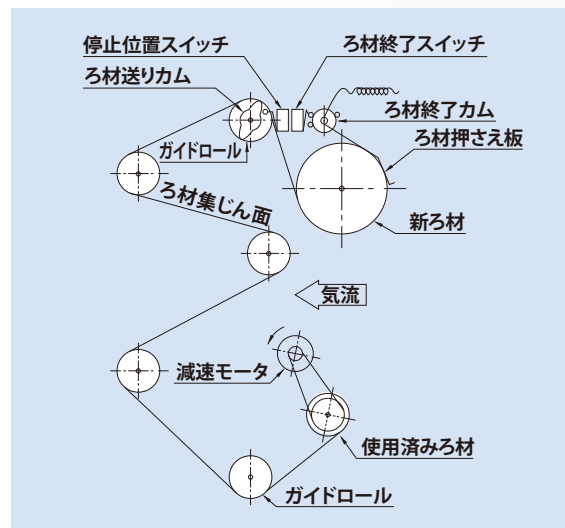 停止位置スイッチ
ろ材終了スイッチ
ろ材送りカム
ろ材終了カム
ろ材押さえ板
ガイドロール
ろ材集じん面
新ろ材
気流
減速モータ
使用済みろ材
ガイドロール